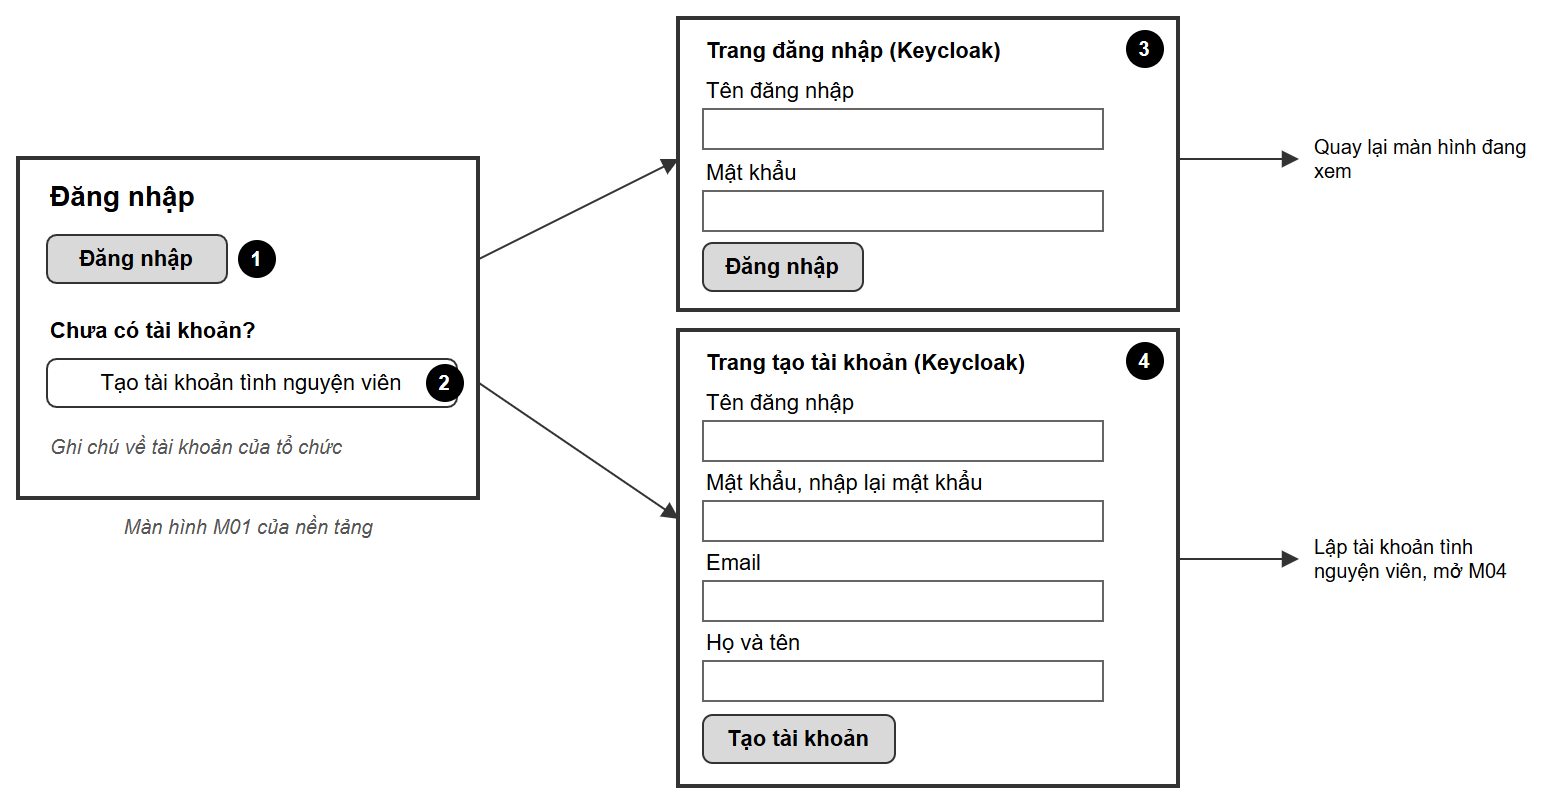 Đăng nhập
Đăng nhập
1
Chưa có tài khoản?
Tạo tài khoản tình nguyện viên
2
Ghi chú về tài khoản của tổ chức
Màn hình M01 của nền tảng
Trang đăng nhập (Keycloak)
3
Tên đăng nhập
Mật khẩu
Đăng nhập
Quay lại màn hình đang
xem
Trang tạo tài khoản (Keycloak)
4
Tên đăng nhập
Mật khẩu, nhập lại mật khẩu
Email
Họ và tên
Tạo tài khoản
Lập tài khoản tình
nguyện viên, mở M04